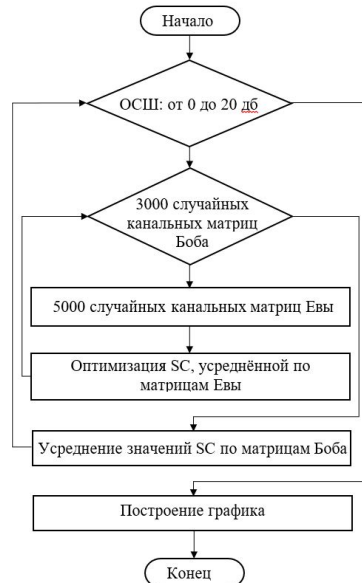 Начало
ОСШ: от 0 до 20 дб
3000 случайных
канальных матриц
Боба
5000 случайных канальных матриц Евы
Оптимизация SC, усреднённой по
матрицам Евы
Усреднение значений SC по матрицам Боба
Построение графика
Конец